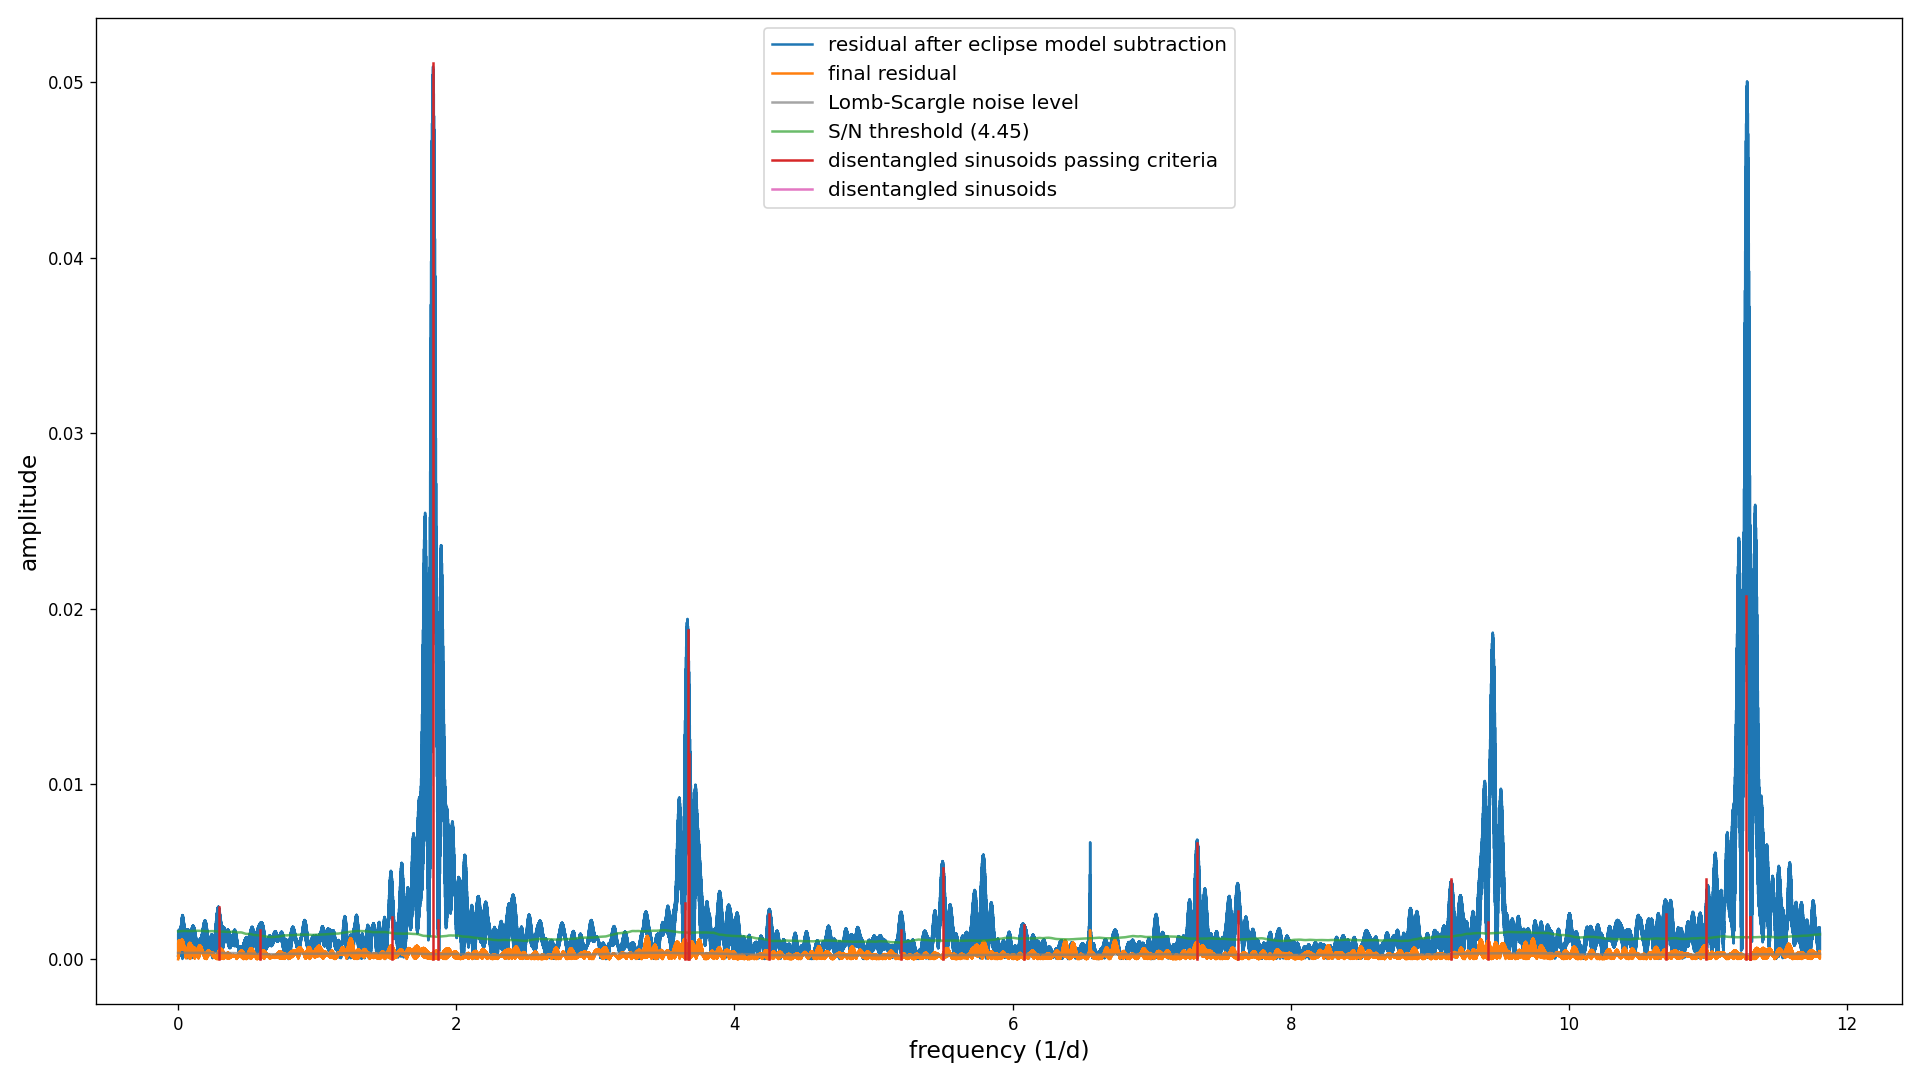 residual after eclipse model subtraction
final residual
Lomb-Scargle noise level
S/N threshold (4.45)
disentangled sinusoids passing criteria
disentangled sinusoids
0.05
0.04
0.03
0.02
0.01
0.00
amplitude
0 2 4 6 8 10 12
frequency (1/d)